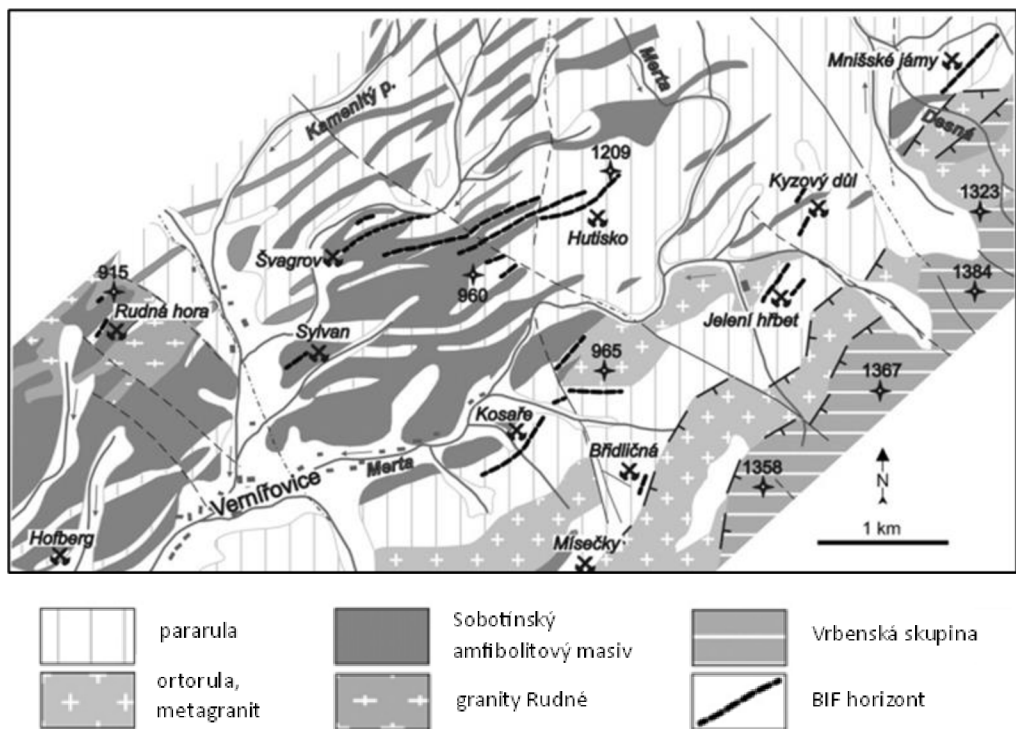 Mnišské jámy
Merta
Kamenitý p.
Desná
1209
Kyzový důl
1323
Hutisko
Švagrov
915
960
1384
Rudná hora
Jelení hřbet
Sylvan
965
1367
Kosaře
Břidličná
Merta
1358
N
Vernířovice
1 km
Hofberg
Mísečky
pararula
Sobotínský
amfibolitový masiv
Vrbenská skupina
ortorula,
metagranit
granity Rudné
BIF horizont